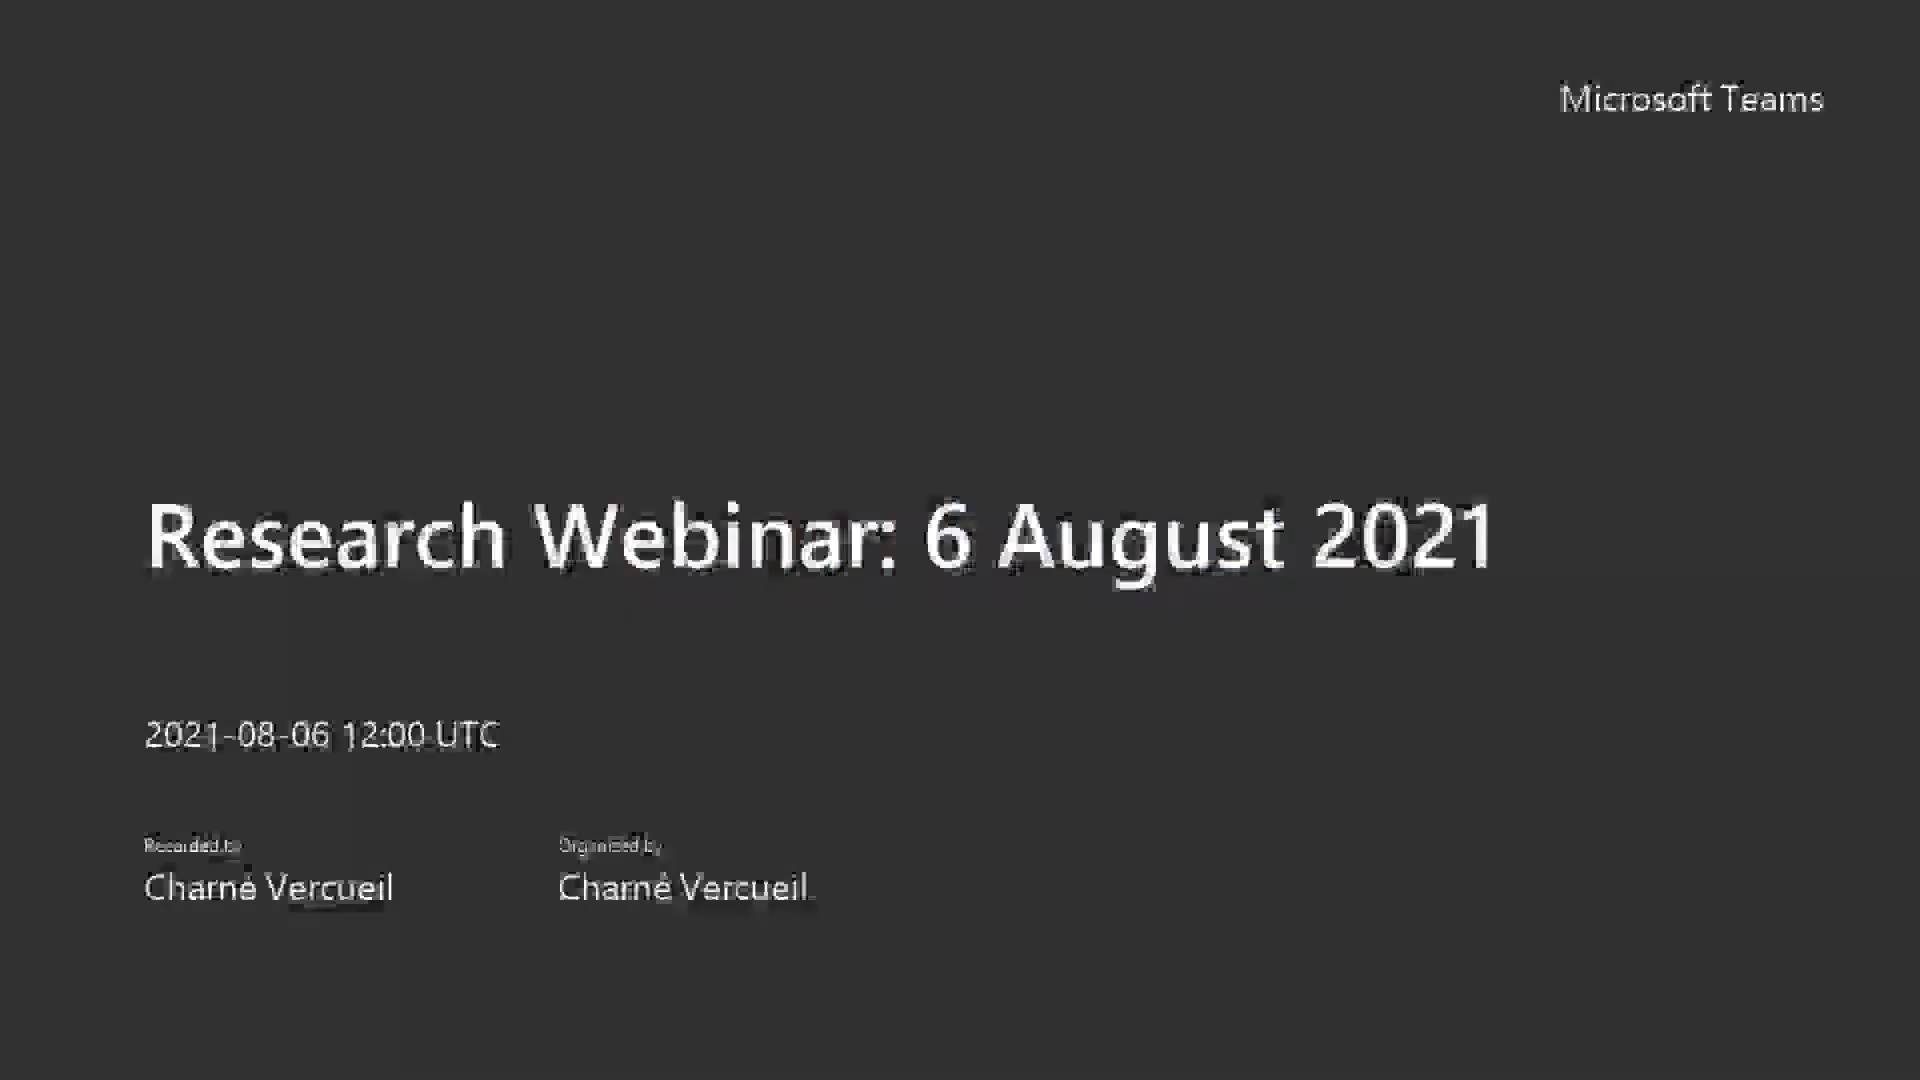 Microsoft Teams
Research Webinar: 6 August 2021
2021-08-06 12:00 UTC
Recorded by
Organized by
Charné Vercueil
Charné Vercueil